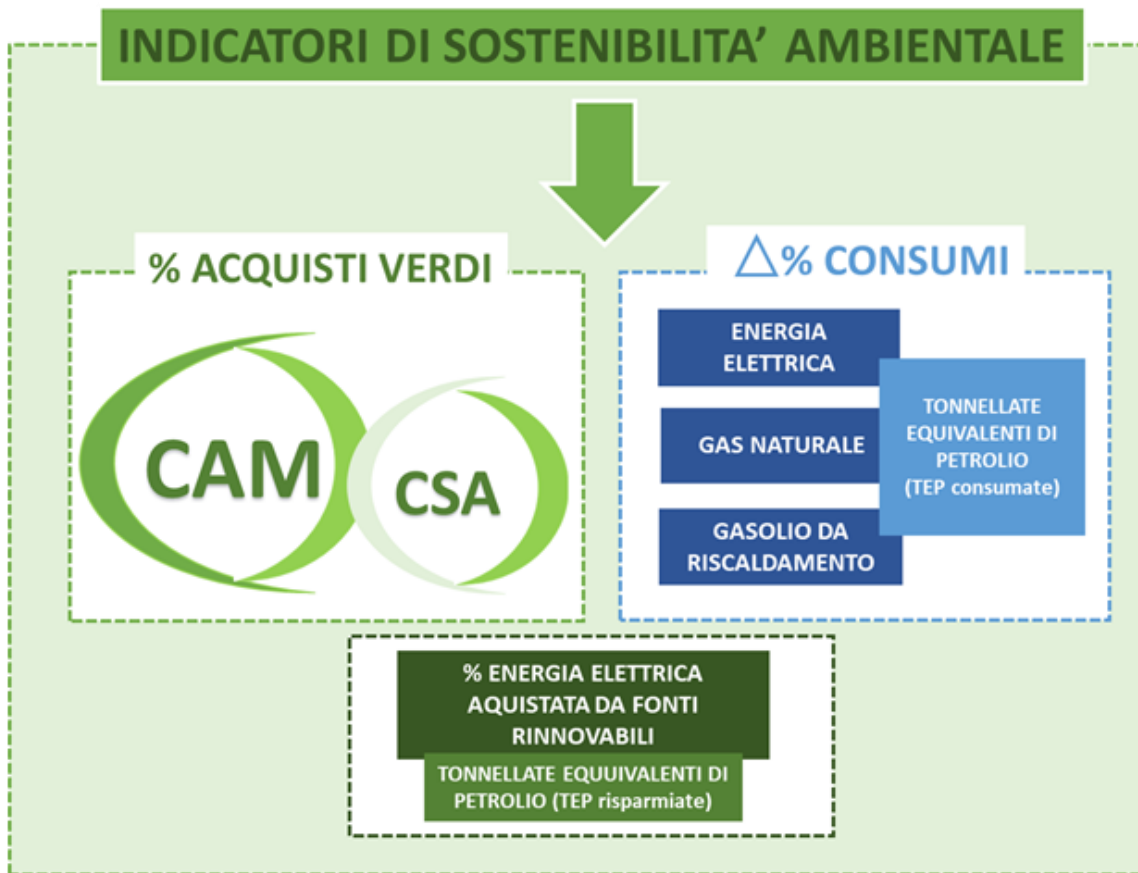 INDICATORI DI SOSTENIBILITA' AMBIENTALE
% ACQUISTI VERDI
CAM
CSA
△% CONSUMI
ENERGIA
ELETTRICA
GAS NATURALE
GASOLIO DA
RISCALDAMENTO
TONNELLATE
EQUIVALENTI DI
PETROLIO
(TEP consumate)
% ENERGIA ELETTRICA
AQUISTATA DA FONTI
RINNOVABILI
TONNELLATE EQUUIVALENTI DI
PETROLIO (TEP risparmiate)